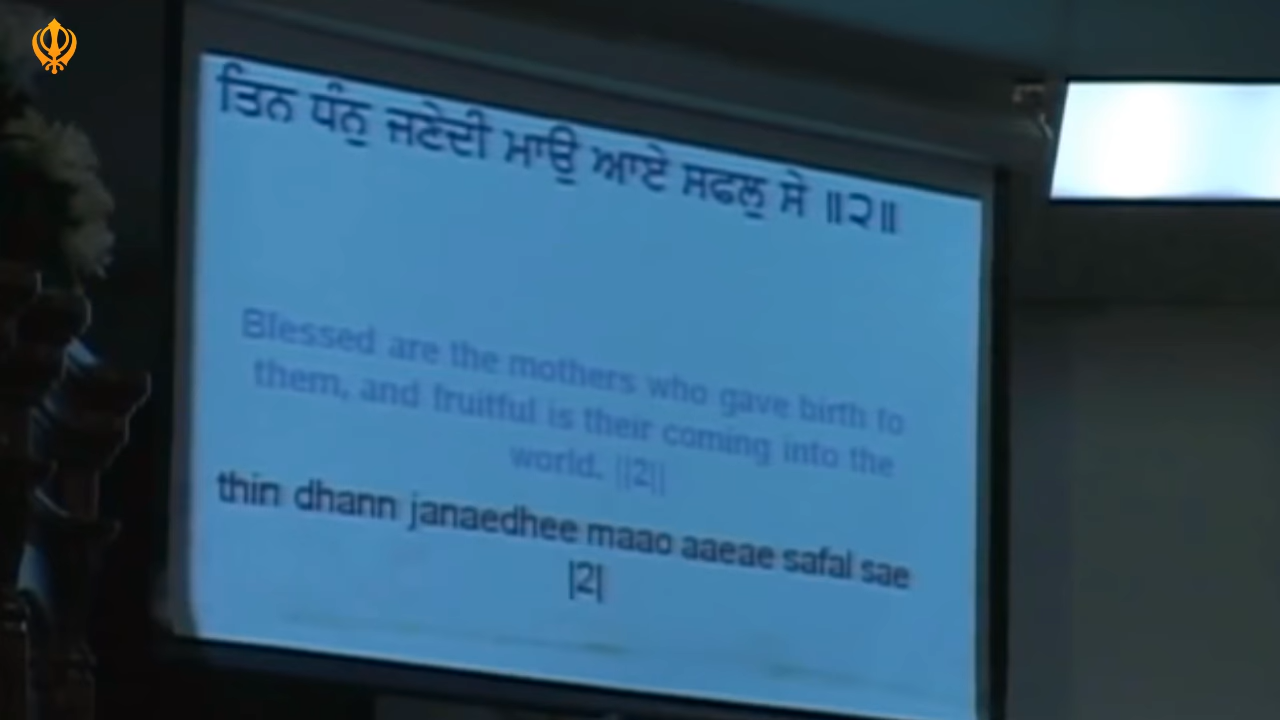 ਤਿਨ ਧੰਨੁ ਜਣੇਦੀ ਮਾਉ ਆਏ ਸਫਲੁ ਸੇ ॥੨॥
Blessed are the mothers who gave birth to
them, and fruitful is their coming into the
world. ||2||
thin dhann janaedhee maao aaeae safal sae
|2|